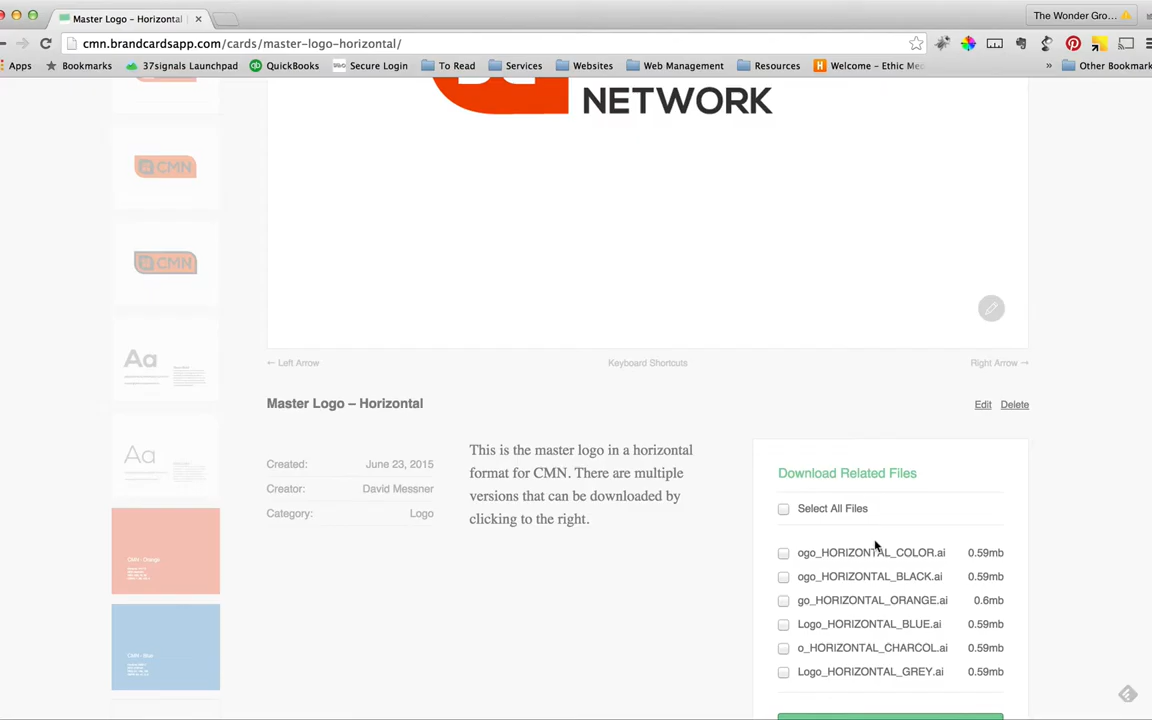 Master Logo – Horizontal
The Wonder Gro...
cmn.brandcardsapp.com/cards/master-logo-horizontal/
Apps Bookmarks 37signals Launchpad QuickBooks Secure Login To Read Services Websites Web Management Resources Welcome – Ethic Me » Other Bookmark
NETWORK
CMN
CMN
Aa
Aa
CMN - Orange
CMN - Blue
← Left Arrow Keyboard Shortcuts Right Arrow →
Master Logo – Horizontal Edit Delete
Created: June 23, 2015
Creator: David Messner
Category: Logo
This is the master logo in a horizontal
format for CMN. There are multiple
versions that can be downloaded by
clicking to the right.
Download Related Files
Select All Files
ogo_HORIZONTAL_COLOR.ai 0.59mb
ogo_HORIZONTAL_BLACK.ai 0.59mb
go_HORIZONTAL_ORANGE.ai 0.6mb
Logo_HORIZONTAL_BLUE.ai 0.59mb
o_HORIZONTAL_CHARCOL.ai 0.59mb
Logo_HORIZONTAL_GREY.ai 0.59mb